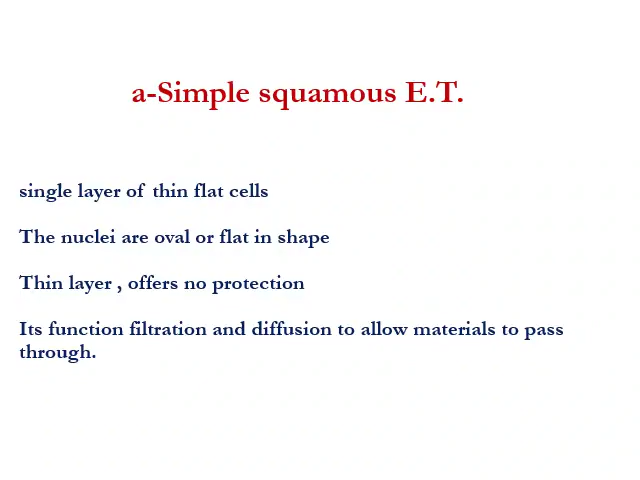 a-Simple squamous E.T.
single layer of thin flat cells
The nuclei are oval or flat in shape
Thin layer , offers no protection
Its function filtration and diffusion to allow materials to pass
through.